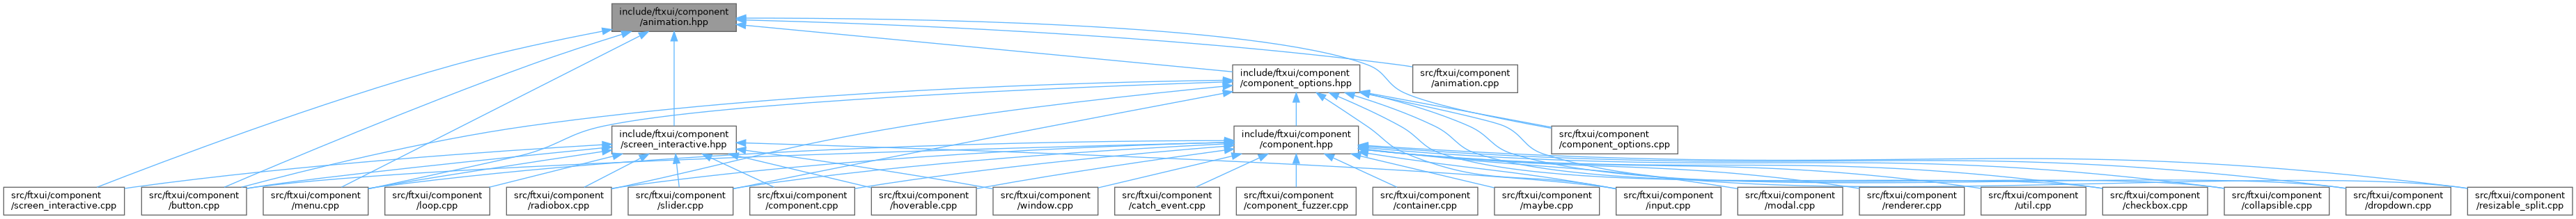 include/ftxui/component
/animation.hpp
include/ftxui/component
/component_options.hpp
src/ftxui/component
/animation.cpp
include/ftxui/component
/screen_interactive.hpp
include/ftxui/component
/component.hpp
src/ftxui/component
/component_options.cpp
src/ftxui/component
/screen_interactive.cpp
src/ftxui/component
/button.cpp
src/ftxui/component
/menu.cpp
src/ftxui/component
/loop.cpp
src/ftxui/component
/radiobox.cpp
src/ftxui/component
/slider.cpp
src/ftxui/component
/component.cpp
src/ftxui/component
/hoverable.cpp
src/ftxui/component
/window.cpp
src/ftxui/component
/catch_event.cpp
src/ftxui/component
/component_fuzzer.cpp
src/ftxui/component
/container.cpp
src/ftxui/component
/maybe.cpp
src/ftxui/component
/input.cpp
src/ftxui/component
/modal.cpp
src/ftxui/component
/renderer.cpp
src/ftxui/component
/util.cpp
src/ftxui/component
/checkbox.cpp
src/ftxui/component
/collapsible.cpp
src/ftxui/component
/dropdown.cpp
src/ftxui/component
/resizable_split.cpp